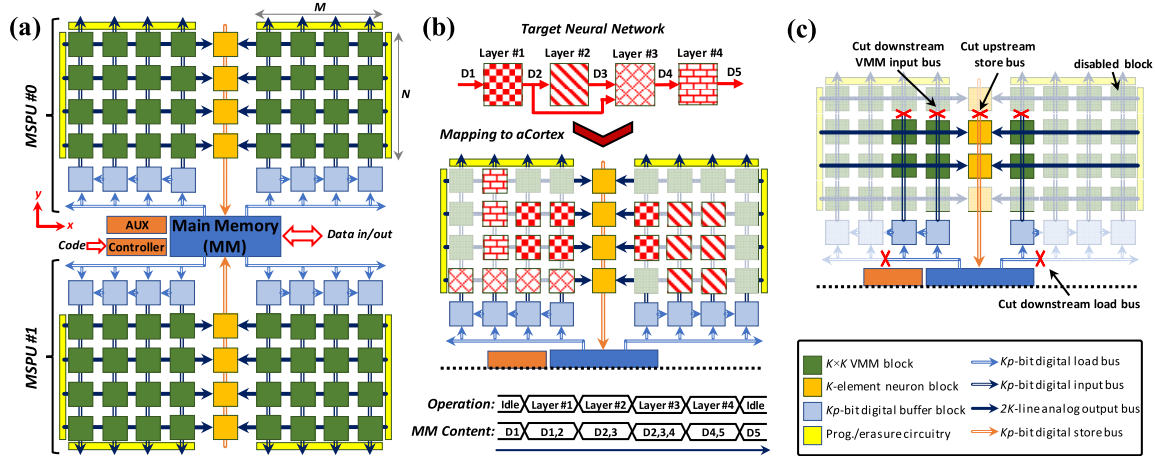 (a)
M
N
MSPU #0
y
x
AUX
Code
Controller
Main Memory
(MM)
Data in/out
MSPU #1
(b)
Target Neural Network
Layer #1
Layer #2
Layer #3
Layer #4
D1
D2
D3
D4
D5
Mapping to aCortex
Operation:
Idle
Layer #1
Layer #2
Layer #3
Layer #4
Idle
MM Content:
D1
D1,2
D2,3
D2,3,4
D4,5
D5
(c)
Cut downstream
VMM input bus
Cut upstream
store bus
disabled block
Cut downstream load bus
K×K VMM block
K-element neuron block
Kp-bit digital buffer block
Prog./erasure circuitry
Kp-bit digital load bus
Kp-bit digital input bus
2K-line analog output bus
Kp-bit digital store bus